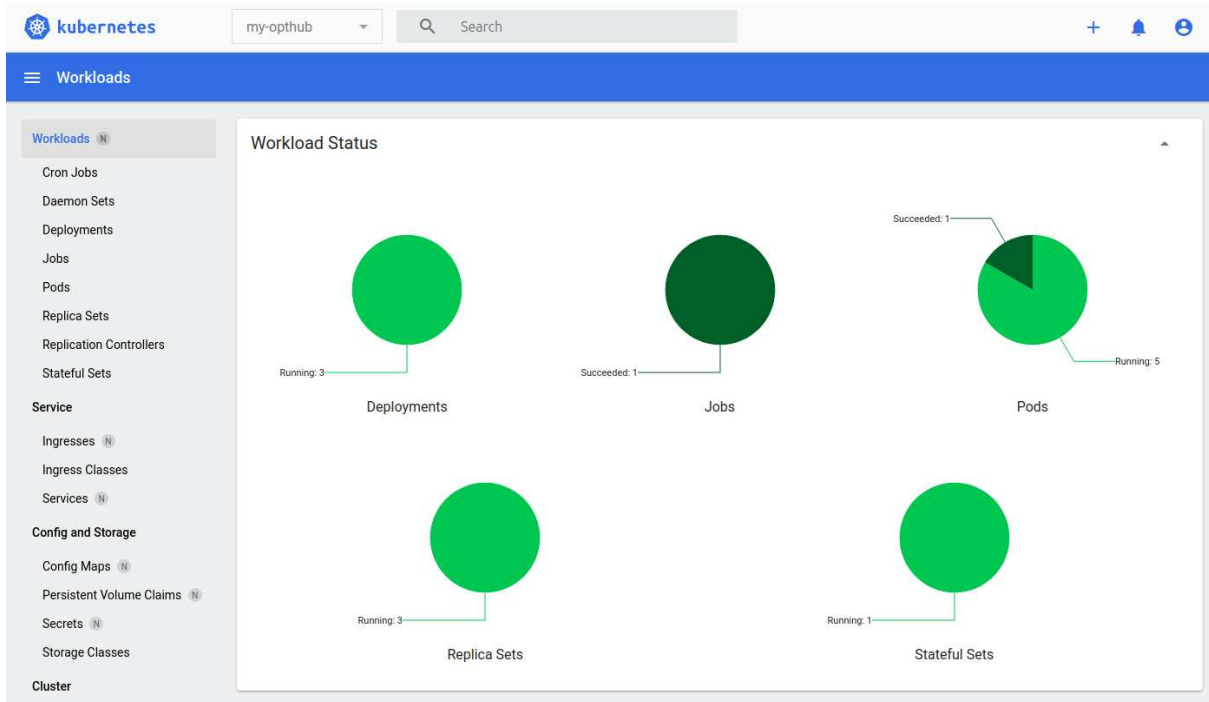 kubernetes
my-opthub
Search
Workloads
Workloads N
Cron Jobs
Daemon Sets
Deployments
Jobs
Pods
Replica Sets
Replication Controllers
Stateful Sets
Service
Ingresses N
Ingress Classes
Services N
Config and Storage
Config Maps N
Persistent Volume Claims N
Secrets N
Storage Classes
Cluster
Workload Status
Running: 3
Deployments
Succeeded: 1
Jobs
Succeeded: 1
Running: 5
Pods
Running: 3
Replica Sets
Running: 1
Stateful Sets